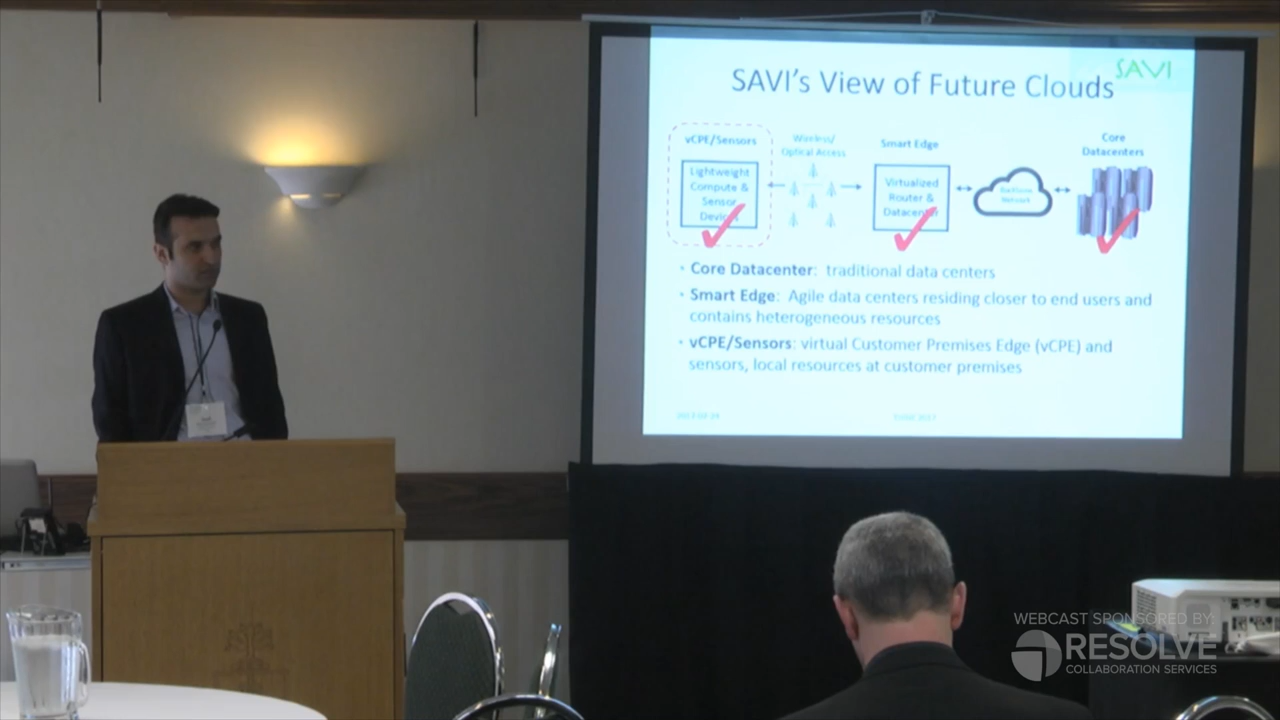 SAVI
SAVI's View of Future Clouds
vCPE/Sensors
Wireless/
Optical Access
Smart Edge
Core
Datacenters
Lightweight
Compute &
Sensor
Virtualized
Router &
Network
• Core Datacenter: traditional data centers
• Smart Edge: Agile data centers residing closer to end users and
contains heterogeneous resources
• vCPE/Sensors: virtual Customer Premises Edge (vCPE) and
sensors, local resources at customer premises
WEBCAST SPONSORED BY:
RESOLVE
COLLABORATION SERVICES